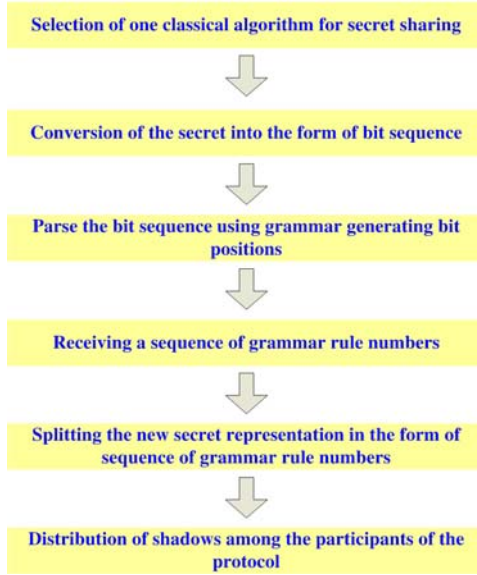 Selection of one classical algorithm for secret sharing
Conversion of the secret into the form of bit sequence
Parse the bit sequence using grammar generating bit
positions
Receiving a sequence of grammar rule numbers
Splitting the new secret representation in the form of
sequence of grammar rule numbers
Distribution of shadows among the participants of the
protocol